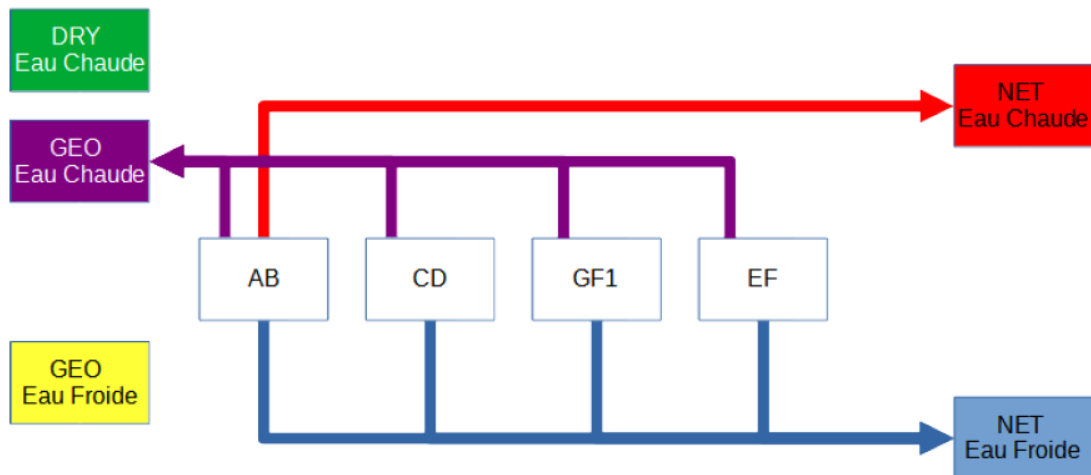 DRY
Eau Chaude
NET
Eau Chaude
GEO
Eau Chaude
AB
CD
GF1
EF
GEO
Eau Froide
NET
Eau Froide